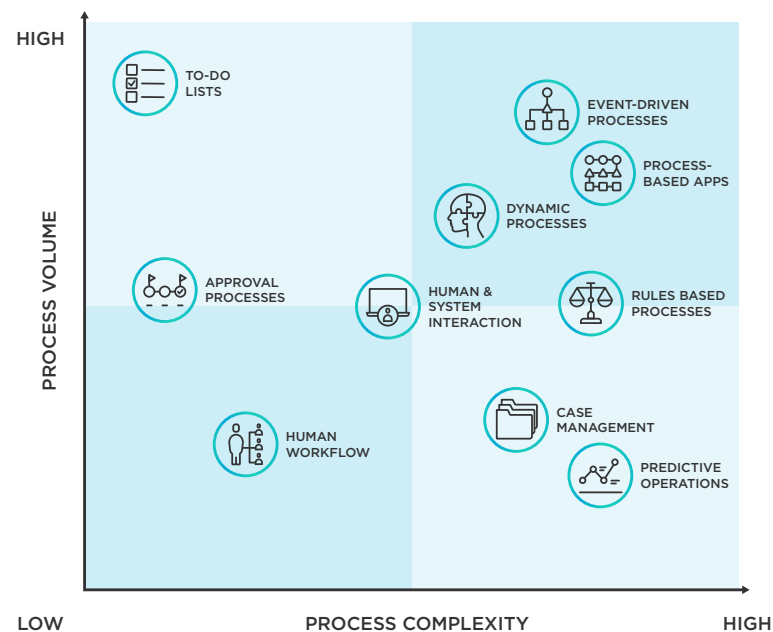 HIGH
TO-DO
LISTS
EVENT-DRIVEN
PROCESSES
PROCESS-
BASED APPS
DYNAMIC
PROCESSES
PROCESS VOLUME
APPROVAL
PROCESSES
HUMAN &
SYSTEM
INTERACTION
RULES BASED
PROCESSES
CASE
MANAGEMENT
HUMAN
WORKFLOW
PREDICTIVE
OPERATIONS
LOW
PROCESS COMPLEXITY
HIGH